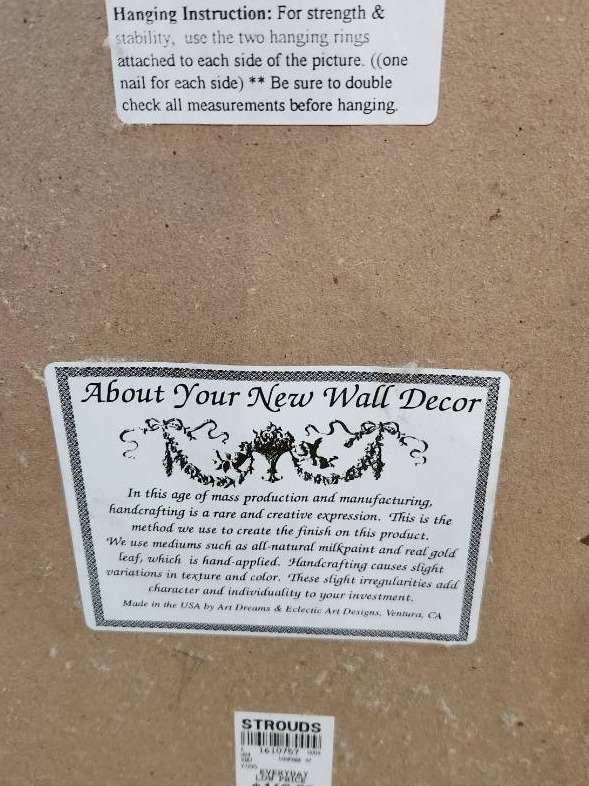 Hanging Instruction: For strength &
stability, use the two hanging rings
attached to each side of the picture. ((one
nail for each side) ** Be sure to double
check all measurements before hanging.
About Your New Wall Decor
In this age of mass production and manufacturing,
handcrafting is a rare and creative expression. This is the
method we use to create the finish on this product.
We use mediums such as all-natural milkpaint and real gold
leaf, which is hand-applied. Handcrafting causes slight
variations in texture and color. These slight irregularities add
character and individuality to your investment.
Made in the USA by Art Dreams & Eclectic Art Designs, Ventura, CA
STROUDS
1610767
EVERYDAY
LOW PRICE